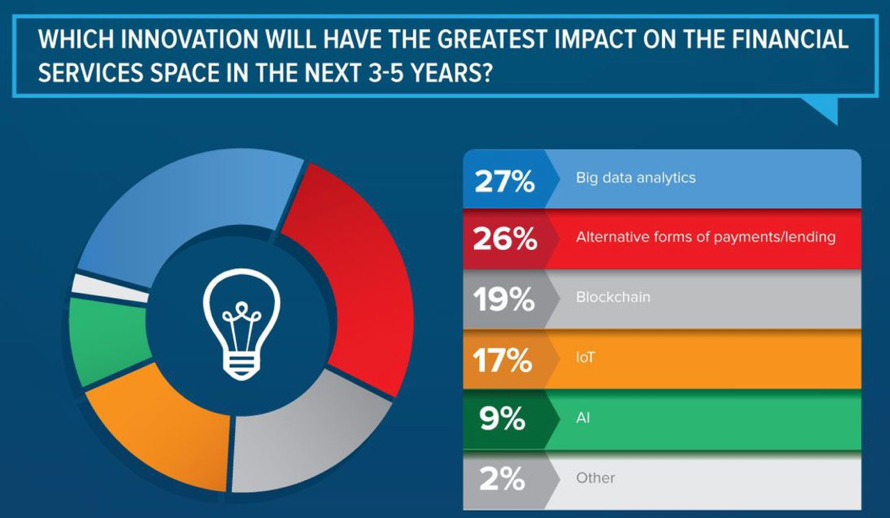 WHICH INNOVATION WILL HAVE THE GREATEST IMPACT ON THE FINANCIAL
SERVICES SPACE IN THE NEXT 3-5 YEARS?
27% Big data analytics
26% Alternative forms of payments/lending
19% Blockchain
17% IoT
9% AI
2% Other